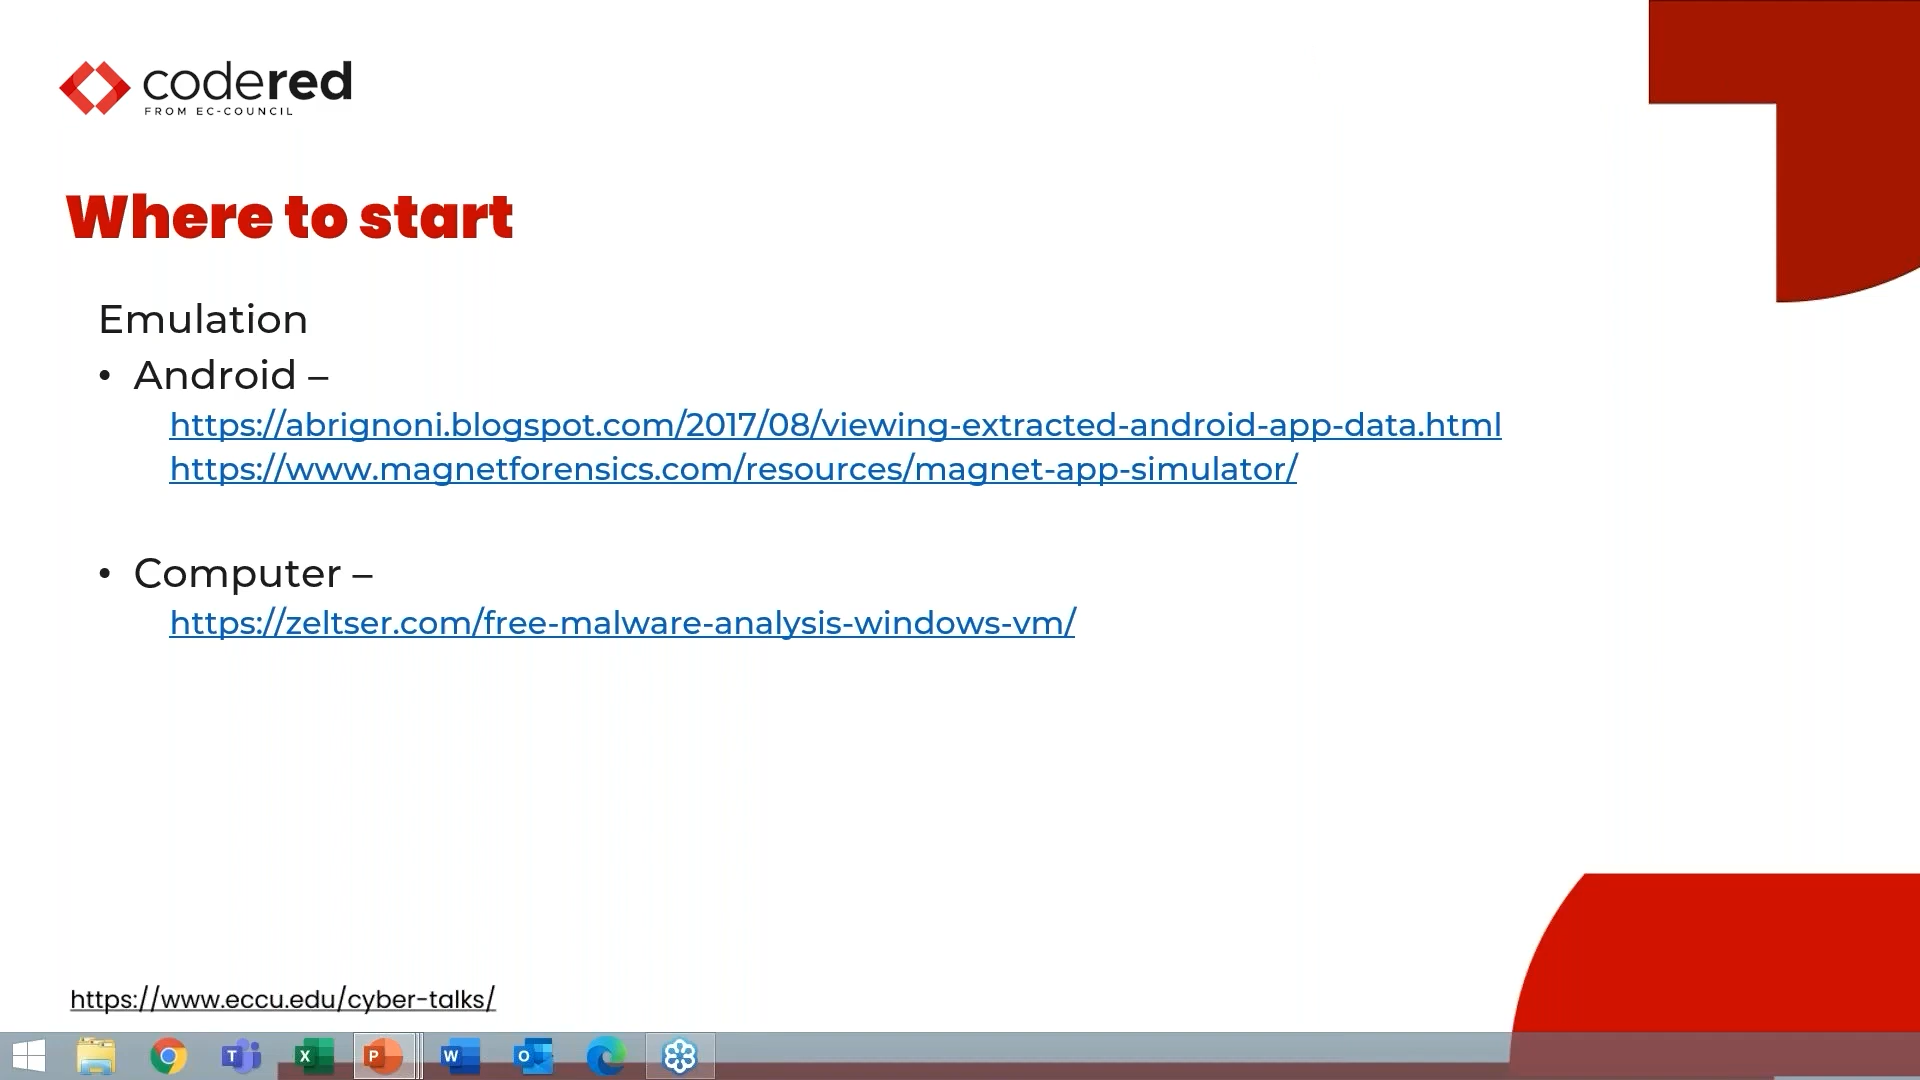 codered
FROM EC-COUNCIL
Where to start
Emulation
• Android –
https://abrignoni.blogspot.com/2017/08/viewing-extracted-android-app-data.html
https://www.magnetforensics.com/resources/magnet-app-simulator/
• Computer –
https://zeltser.com/free-malware-analysis-windows-vm/
https://www.eccu.edu/cyber-talks/
T X P W O